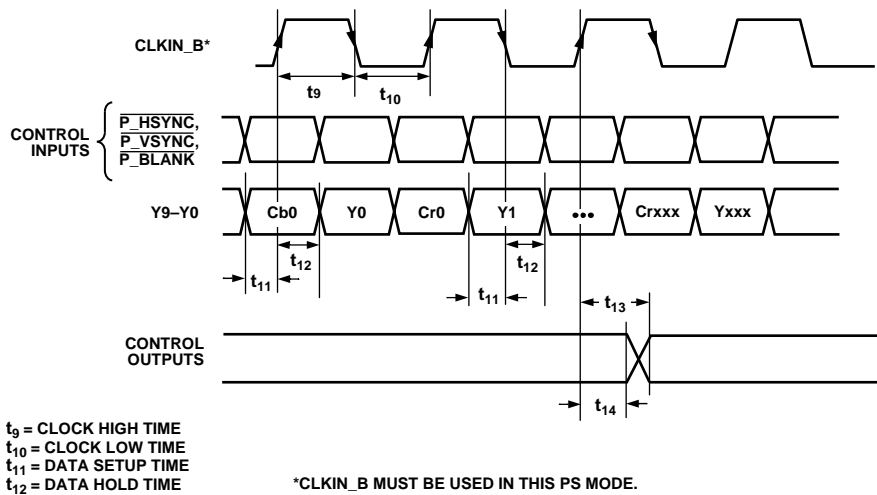 CLKIN_B*
t9
t10
CONTROL
INPUTS
P_HSYNC,
P_VSYNC,
P_BLANK
Y9–Y0
Cb0
Y0
Cr0
Y1
•••
Crxxx
Yxxx
t12
t11
t12
t11
t13
CONTROL
OUTPUTS
t14
t9 = CLOCK HIGH TIME
t10 = CLOCK LOW TIME
t11 = DATA SETUP TIME
t12 = DATA HOLD TIME
*CLKIN_B MUST BE USED IN THIS PS MODE.